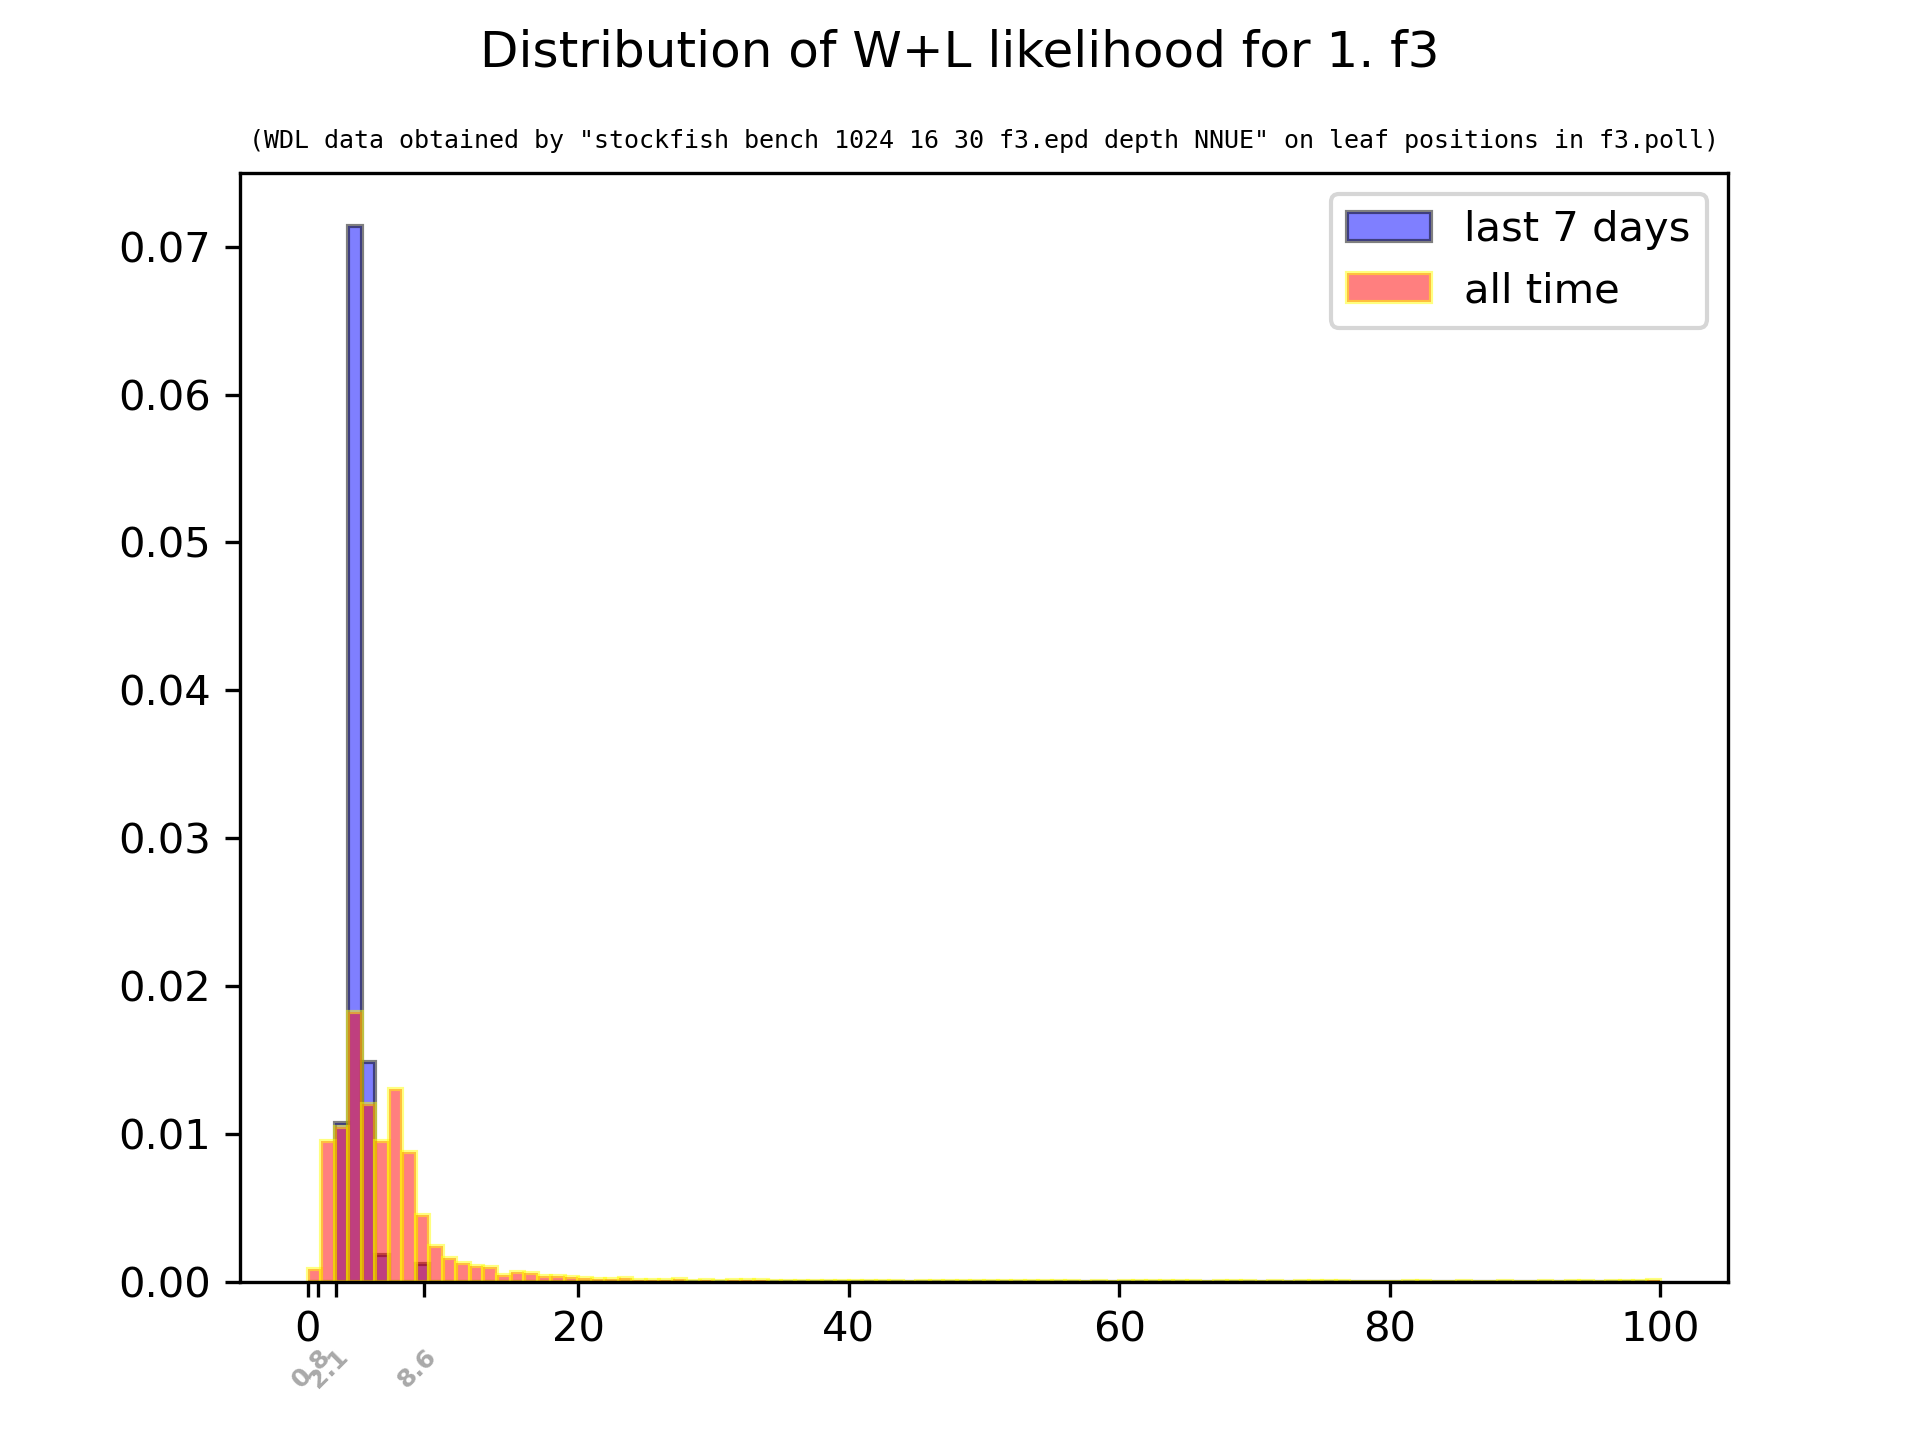 Distribution of W+L likelihood for 1. f3
(WDL data obtained by "stockfish bench 1024 16 30 f3.epd depth NNUE" on leaf positions in f3.poll)
last 7 days
all time
0.07
0.06
0.05
0.04
0.03
0.02
0.01
0.00
0 20 40 60 80 100
0.8 2.1 8.6